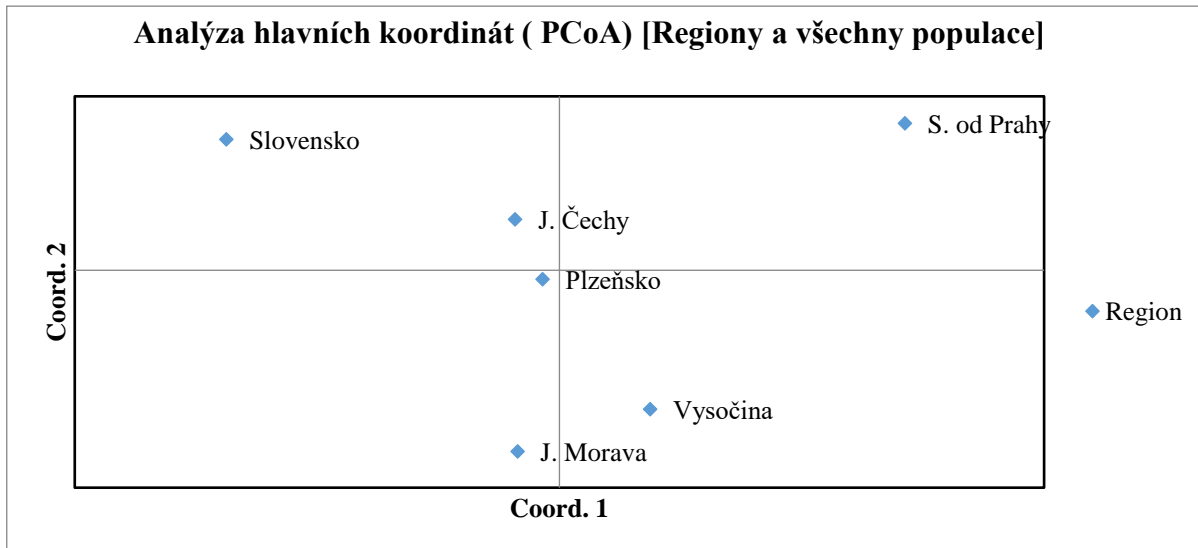 Analýza hlavních koordinát ( PCoA) [Regiony a všechny populace]
S. od Prahy
Slovensko
J. Čechy
Plzeňsko
Region
Vysočina
J. Morava
Coord. 2
Coord. 1